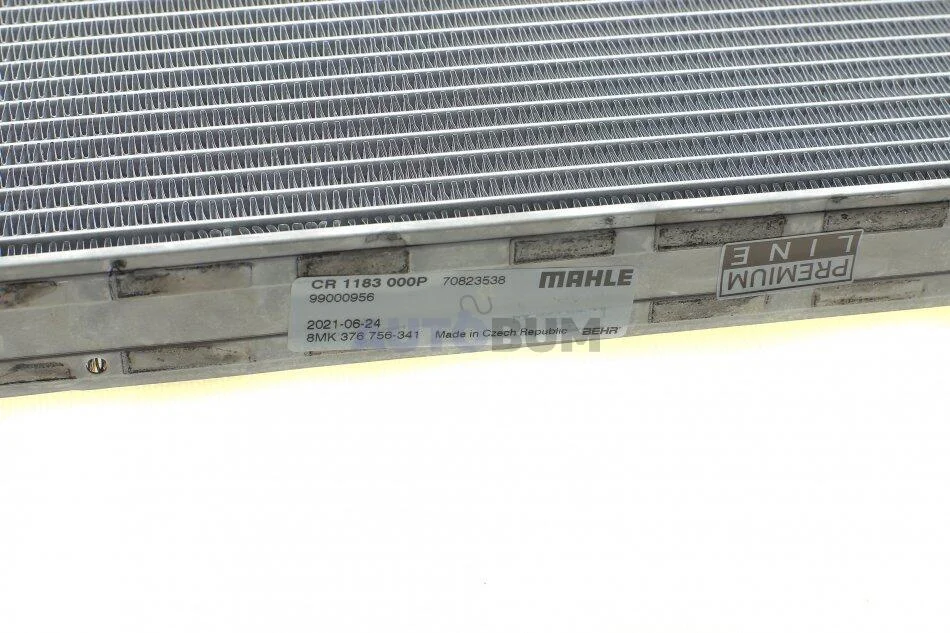 CR 1183 000P 70823538 MAHLE
99000956
2021-06-24
8MK 376 756-341 Made in Czech Republic BEHR
PREMIUM
LINE
AUTOBUM